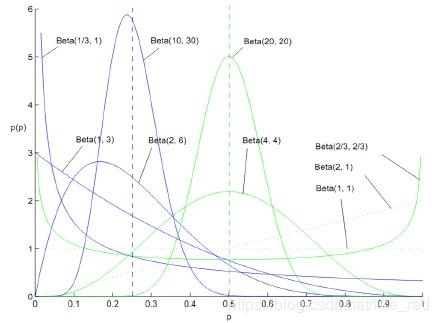 6
Beta(1/3, 1)
Beta(10, 30)
Beta(20, 20)
5
4
p(p)
Beta(1, 3)
Beta(2, 6)
Beta(4, 4)
Beta(2/3, 2/3)
3
Beta(2, 1)
Beta(1, 1)
2
1
0
0 0.1 0.2 0.3 0.4 0.5 0.6 0.7 0.8 0.9 1
p